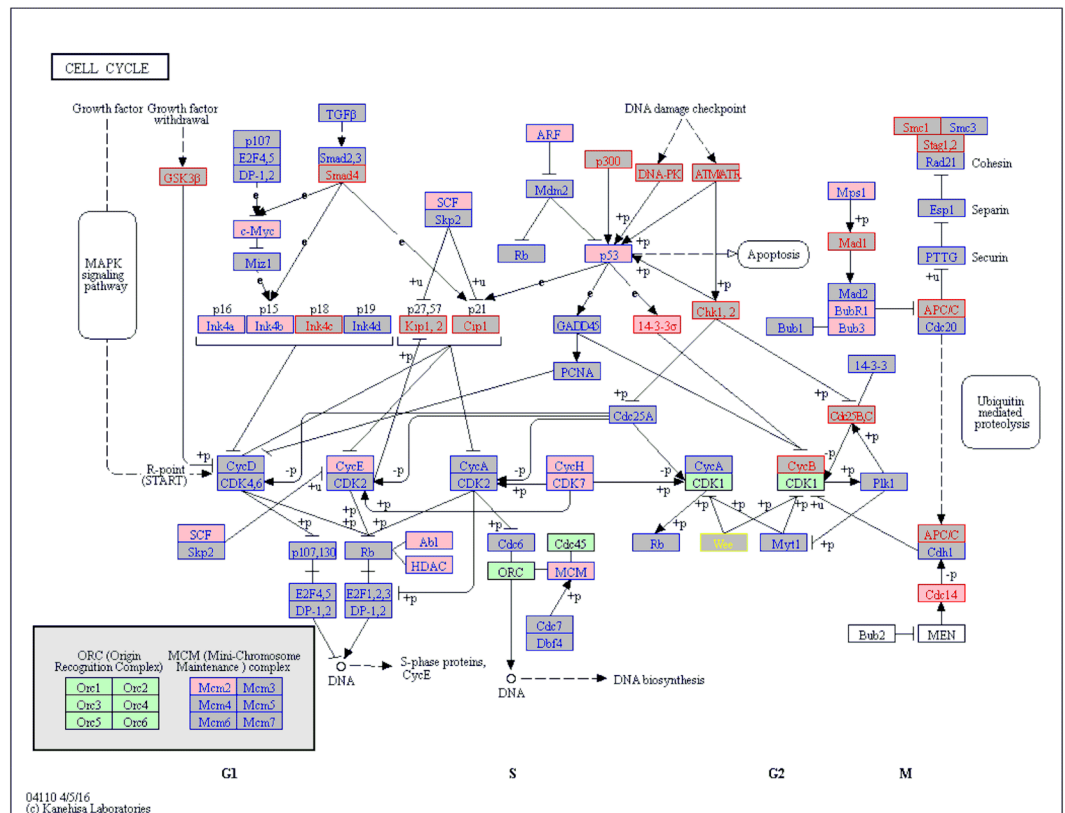 CELL CYCLE
Growth factor
Growth factor
withdrawal
TGFβ
DNA damage checkpoint
ARF
p107
E2F4,5
DP-1,2
Smad2,3
Smad4
GSK3β
p300
DNA-PK
ATM/ATR
Smc1
Smc3
Stag1,2
Rad21
Cohesin
Mdm2
SCF
Skp2
Mps1
+p
e
e
c-Myc
Esp1
Separin
Mad1
MAPK
signaling
pathway
Miz1
e
e
e
Rb
p53
+p
+p
+p
Apoptosis
PTTG
Securin
+u
+u
+u
e
e
e
+p
Mad2
BubR1
Bub3
Bub1
APC/C
Cdc20
p16
Ink4a
p15
Ink4b
p18
Ink4c
p19
Ink4d
p27,57
Kip1, 2
p21
Cip1
GADD45
14-3-3σ
Chk1, 2
+p
PCNA
14-3-3
Ubiquitin
mediated
proteolysis
+p
Cdc25A
+p
Cdc25B,C
R-point
(START)
+p
CycD
CDK4,6
-p
CycE
CDK2
-p
CycA
CDK2
-p
+p
CycH
CDK7
-p
+p
CycA
CDK1
CycB
CDK1
-p
+p
Plk1
+u
+p
+p
+p
+p
+p
+p
+p
+p
+u
SCF
Skp2
p107,130
Rb
Abl
HDAC
Cdc6
Cdc45
ORC
MCM
Rb
Wee
Myt1
+p
APC/C
Cdh1
-p
Cdc14
E2F4,5
DP-1,2
E2F1,2,3
DP-1,2
+p
+p
Cdc7
Dbf4
Bub2
MEN
DNA
S-phase proteins,
CycE
DNA
DNA biosynthesis
ORC (Origin
Recognition Complex)
MCM (Mini-Chromosome
Maintenance ) complex
Orc1
Orc2
Mcm2
Mcm3
Orc3
Orc4
Mcm4
Mcm5
Orc5
Orc6
Mcm6
Mcm7
G1
S
G2
M
04110 4/5/16
(c) Kanehisa Laboratories